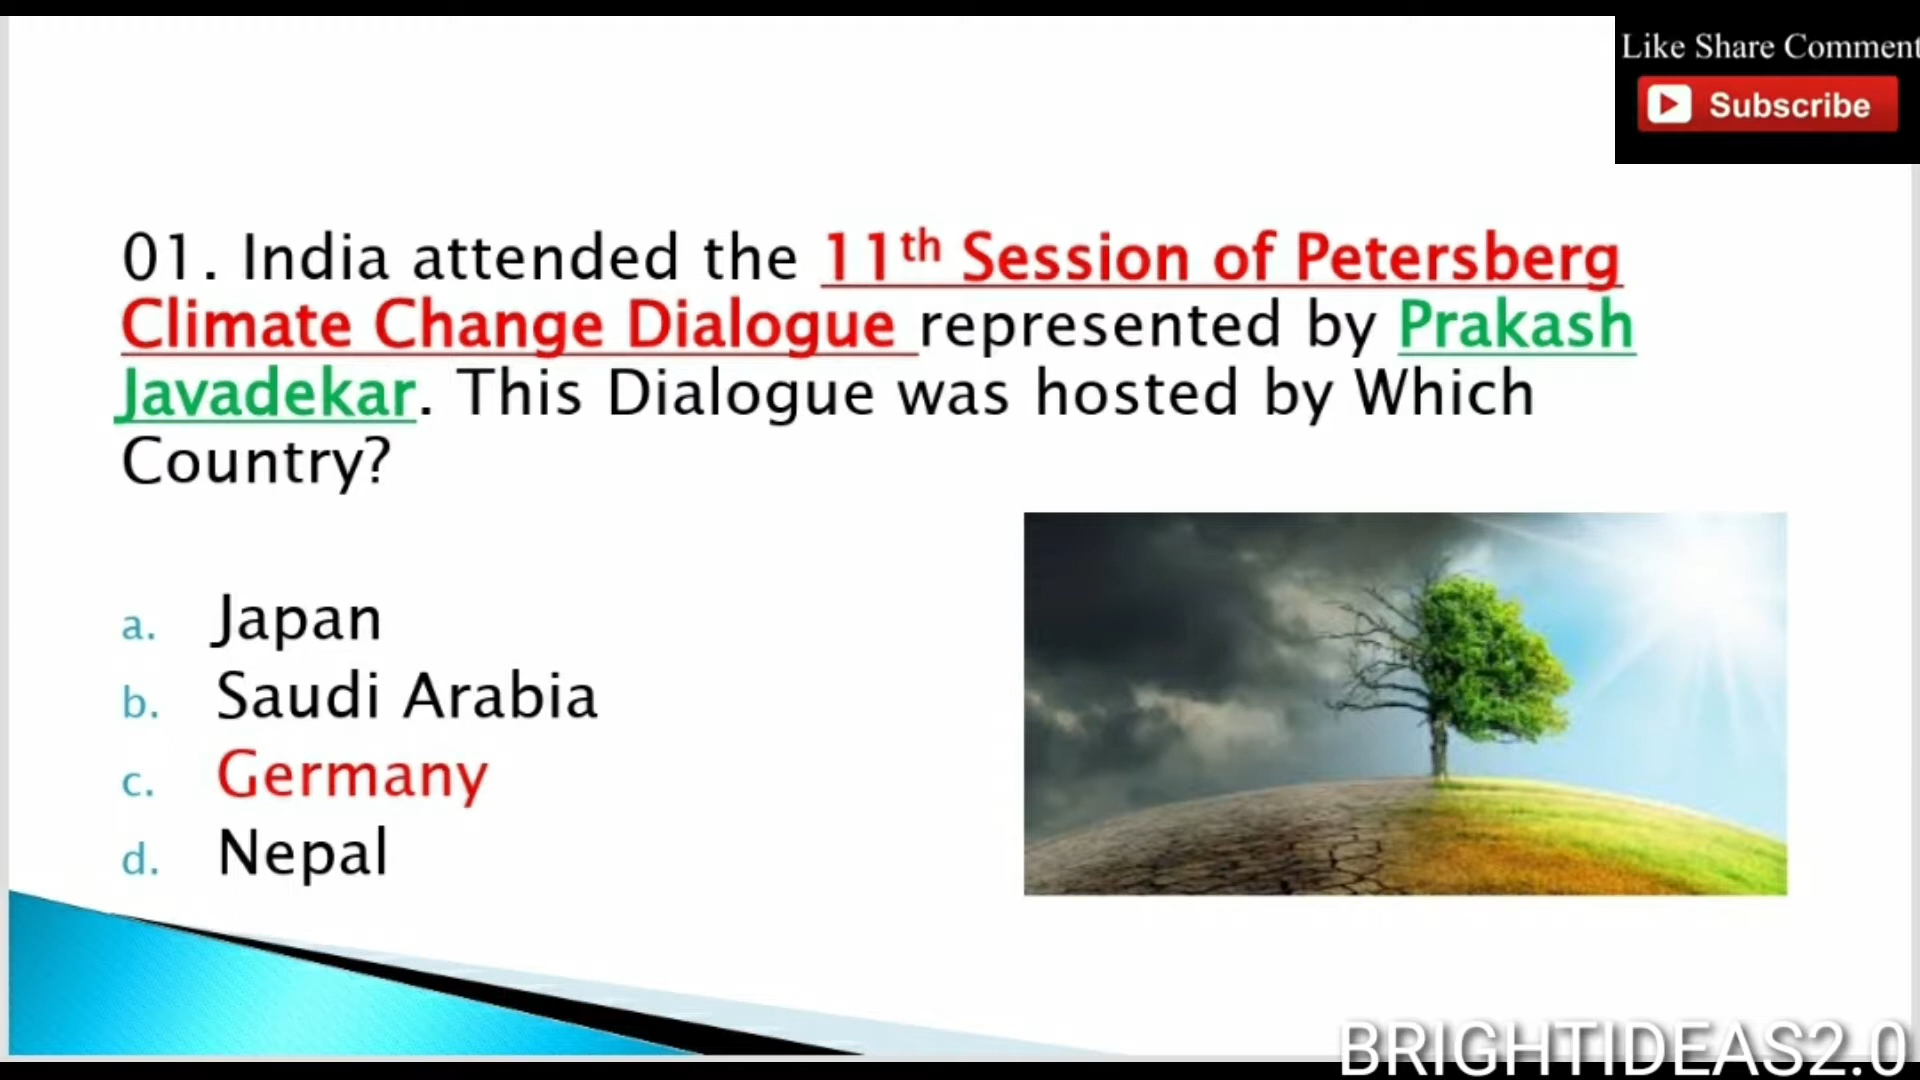 Like Share Comment
Subscribe
01. India attended the 11th Session of Petersberg
Climate Change Dialogue represented by Prakash
Javadekar. This Dialogue was hosted by Which
Country?
a. Japan
b. Saudi Arabia
c. Germany
d. Nepal
BRIGHTIDEAS2.0